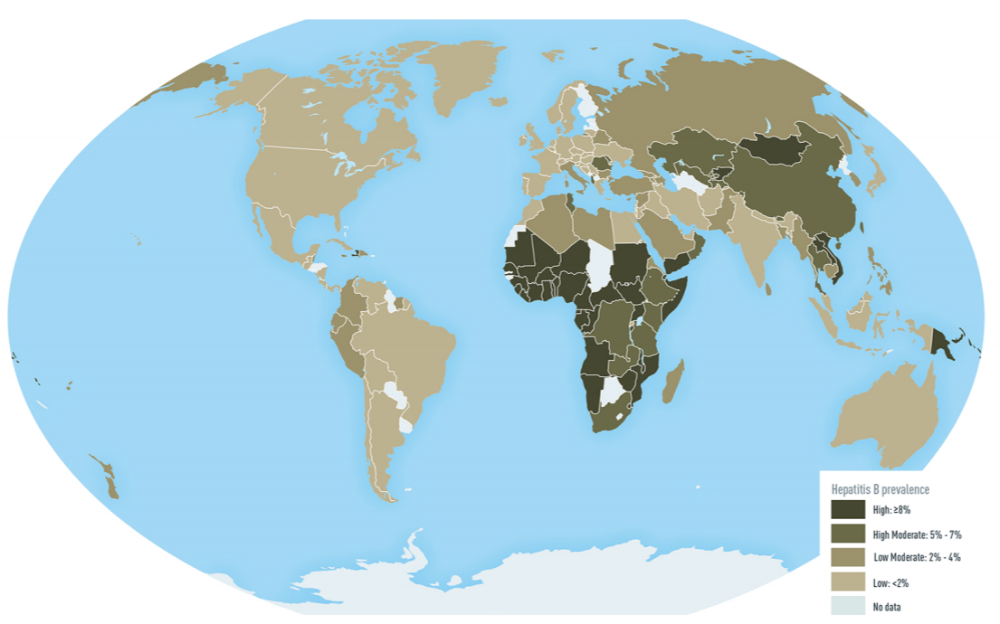 Hepatitis B prevalence
High: ≥8%
High Moderate: 5% - 7%
Low Moderate: 2% - 4%
Low: <2%
No data